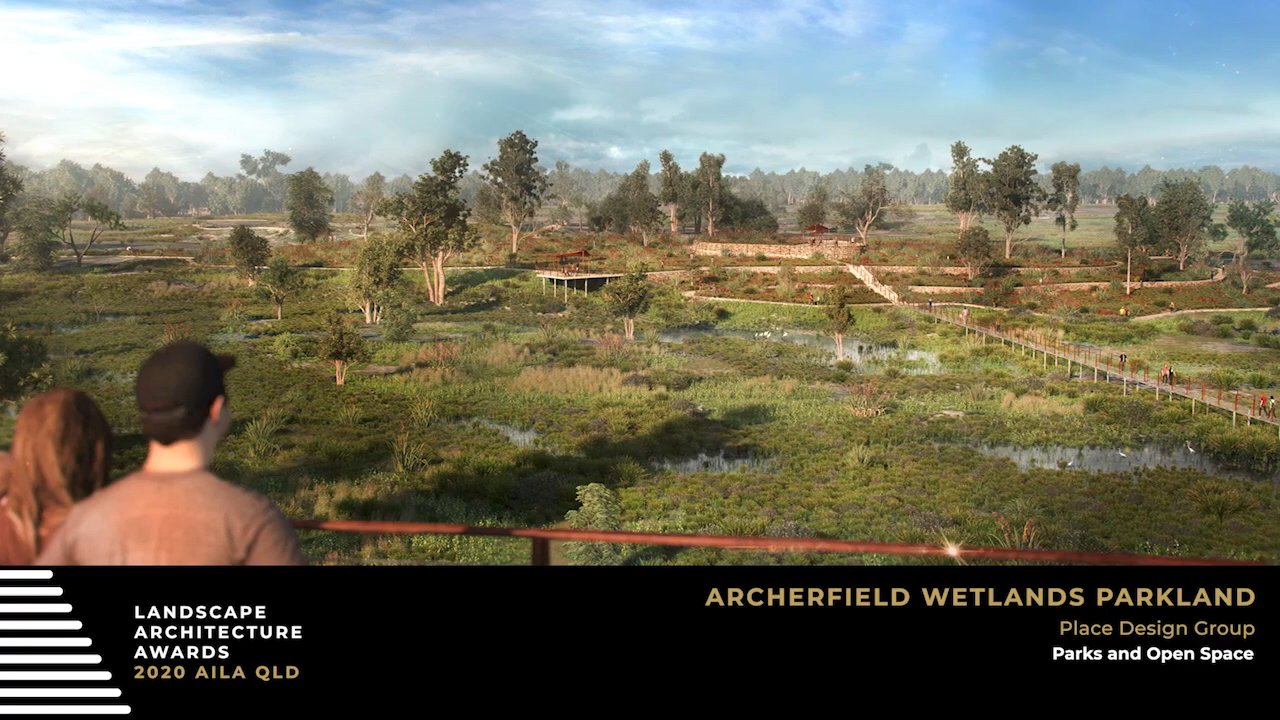 LANDSCAPE
ARCHITECTURE
AWARDS
2020 AILA QLD
ARCHERFIELD WETLANDS PARKLAND
Place Design Group
Parks and Open Space